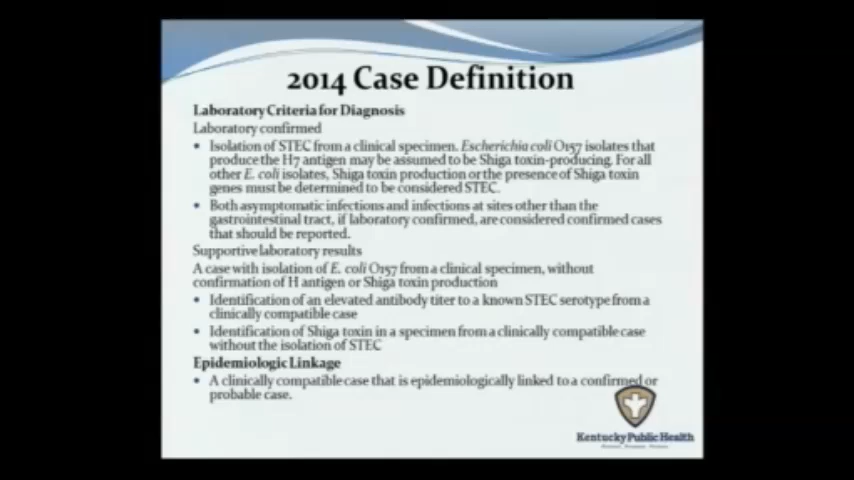 2014 Case Definition
Laboratory Criteria for Diagnosis
Laboratory confirmed
• Isolation of STEC from a clinical specimen. Escherichia coli O157 isolates that
produce the H7 antigen may be assumed to be Shiga toxin-producing. For all
other E. coli isolates, Shiga toxin production or the presence of Shiga toxin
genes must be determined to be considered STEC.
• Both asymptomatic infections and infections at sites other than the
gastrointestinal tract, if laboratory confirmed, are considered confirmed cases
that should be reported.
Supportive laboratory results
A case with isolation of E. coli O157 from a clinical specimen, without
confirmation of H antigen or Shiga toxin production
• Identification of an elevated antibody titer to a known STEC serotype from a
clinically compatible case
• Identification of Shiga toxin in a specimen from a clinically compatible case
without the isolation of STEC
Epidemiologic Linkage
• A clinically compatible case that is epidemiologically linked to a confirmed or
probable case.
Kentucky Public Health